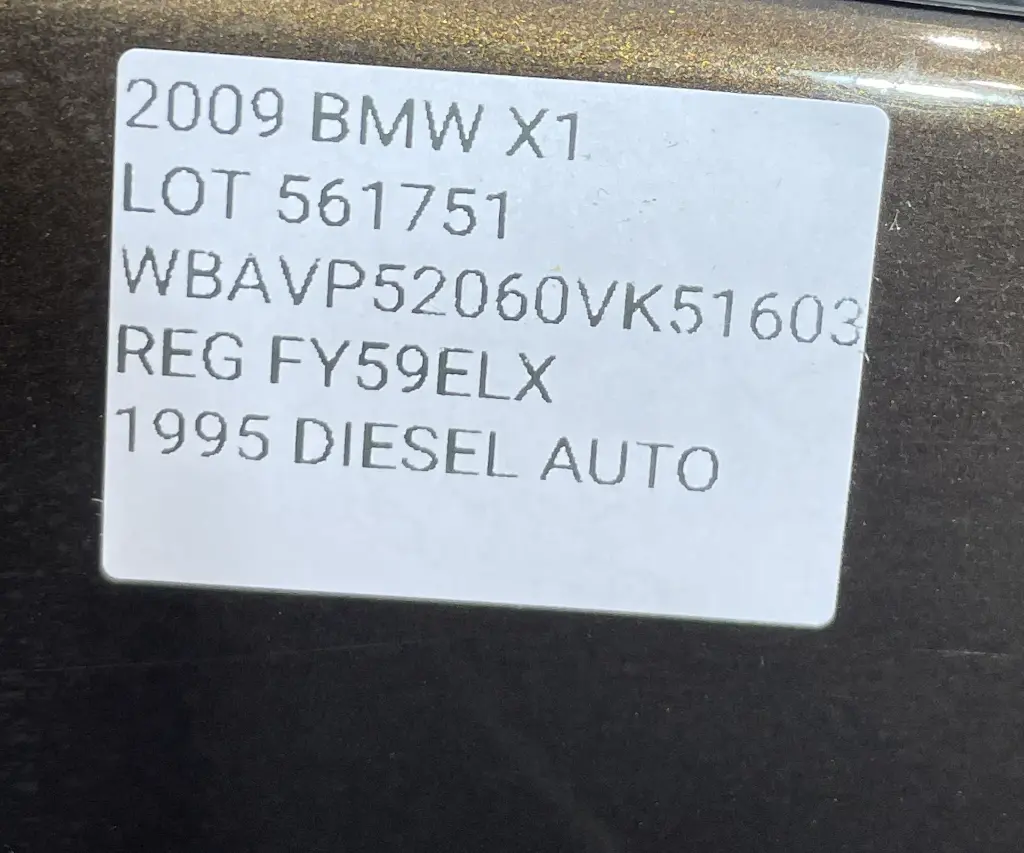 2009 BMW X1
LOT 561751
WBAVP52060VK51603
REG FY59ELX
1995 DIESEL AUTO